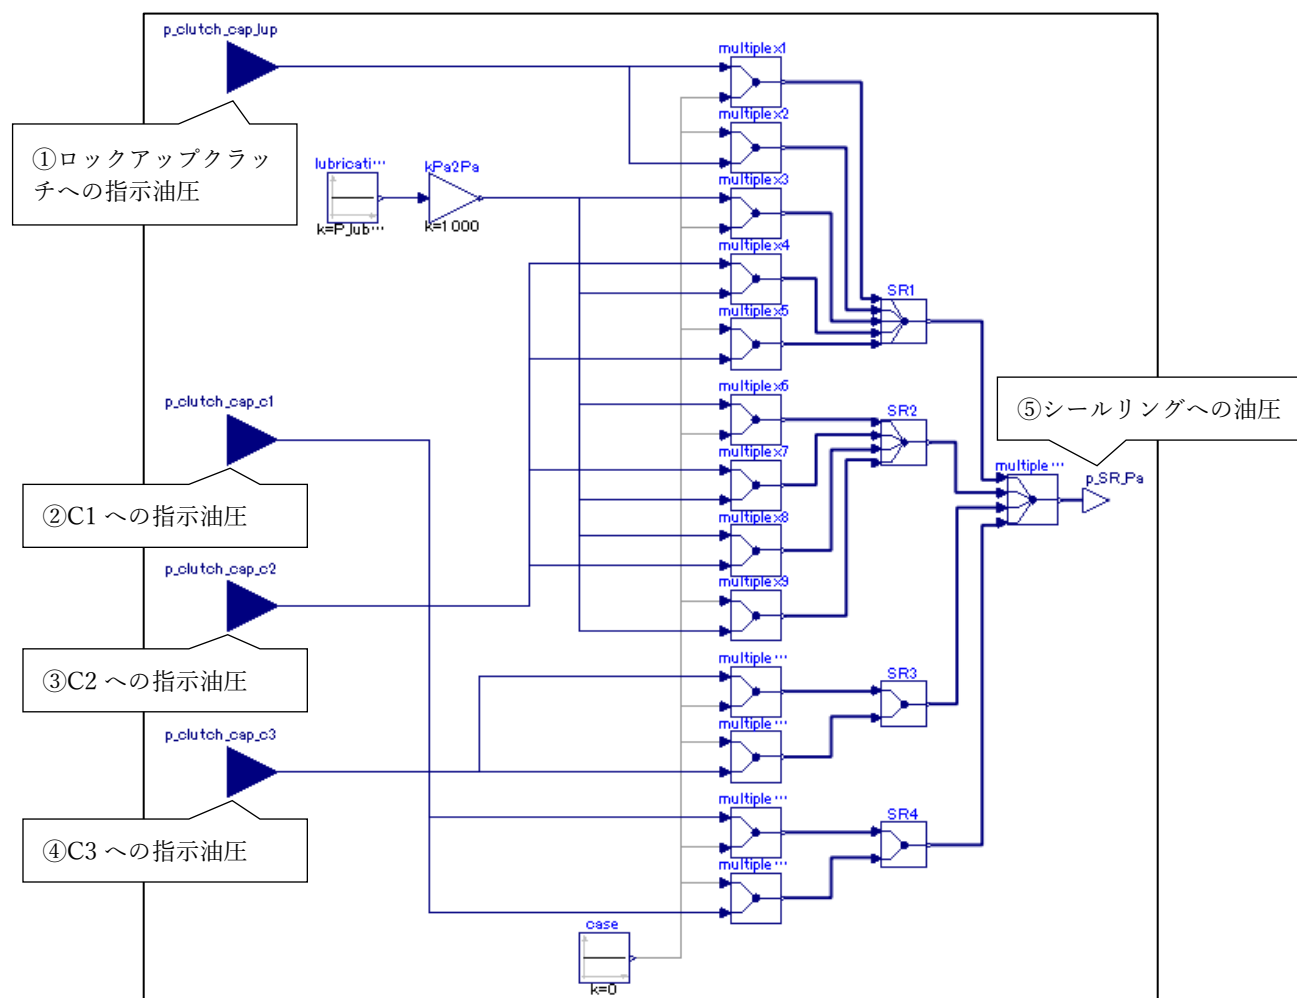 p_clutch_cap_lup
①ロックアップクラッ
チへの指示油圧
lubricati…
k=P_lub…
kPa2Pa
k=1000
multiplex1
multiplex2
multiplex3
multiplex4
multiplex5
SR1
p_clutch_cap_c1
②C1 への指示油圧
multiplex6
multiplex7
multiplex8
multiplex9
SR2
⑤シールリングへの油圧
multiple…
p_SR_Pa
p_clutch_cap_c2
③C2 への指示油圧
multiple…
multiple…
SR3
p_clutch_cap_c3
④C3 への指示油圧
multiple…
multiple…
SR4
case
k=0